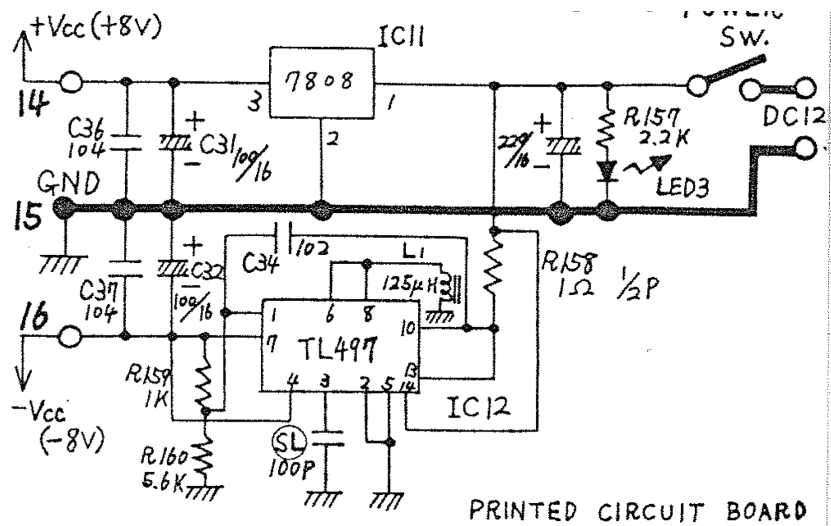 +Vcc (+8V)
IC11
SW.
7808
14
3
1
2
C36
104
+
-
C31
100/16
+
-
220/16
R157
2.2K
LED3
DC12
GND
15
C37
104
+
-
C32
100/16
C34
102
L1
125μH
R158
1Ω ½P
16
1
7
6
8
10
TL497
13
4
3
2
5
14
IC12
R159
1K
-Vcc
(-8V)
R160
5.6K
SL
100P
PRINTED CIRCUIT BOARD